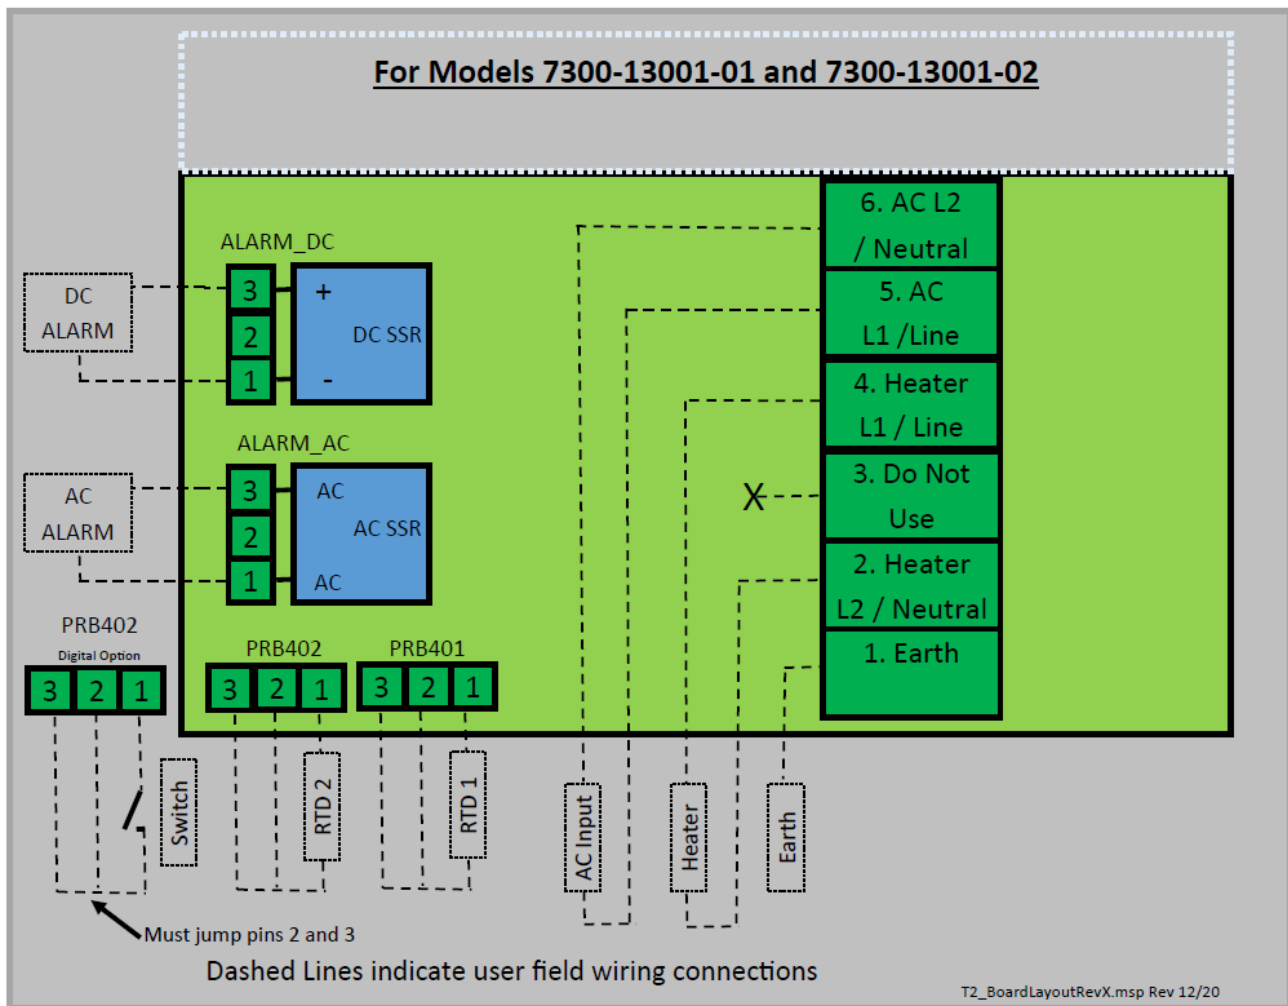 For Models 7300-13001-01 and 7300-13001-02
6. AC L2
/ Neutral
5. AC
L1 /Line
4. Heater
L1 / Line
3. Do Not
Use
2. Heater
L2 / Neutral
1. Earth
ALARM_DC
DC
ALARM
3
2
1
+
DC SSR
-
ALARM_AC
AC
ALARM
3
2
1
AC
AC SSR
AC
X
PRB402
Digital Option
3 2 1
PRB402
3 2 1
PRB401
3 2 1
Switch
RTD 2
RTD 1
AC Input
Heater
Earth
Must jump pins 2 and 3
Dashed Lines indicate user field wiring connections
T2_BoardLayoutRevX.msp Rev 12/20